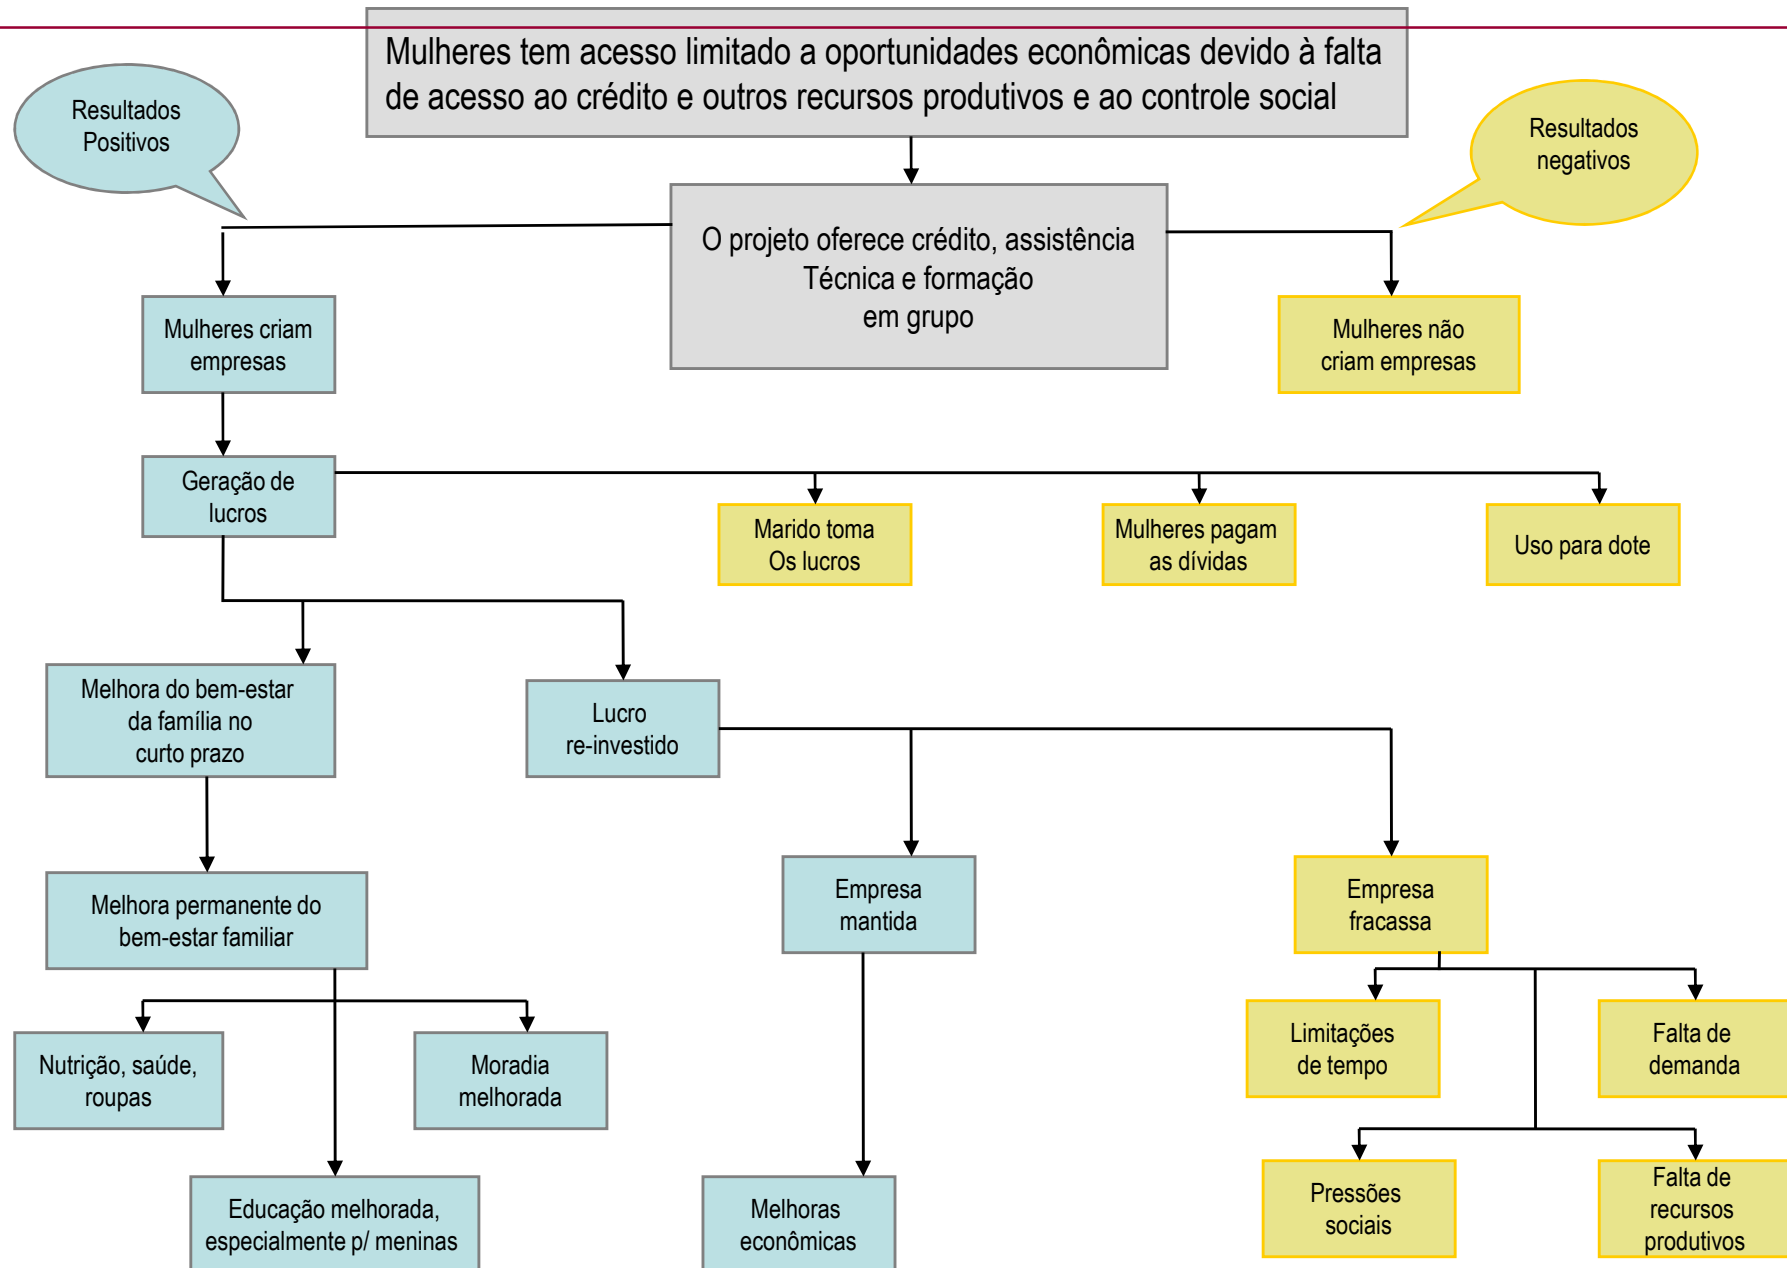 Mulheres tem acesso limitado a oportunidades econômicas devido à falta
de acesso ao crédito e outros recursos produtivos e ao controle social
Resultados
Positivos
Resultados
negativos
O projeto oferece crédito, assistência
Técnica e formação
em grupo
Mulheres criam
empresas
Mulheres não
criam empresas
Geração de
lucros
Marido toma
Os lucros
Mulheres pagam
as dívidas
Uso para dote
Melhora do bem-estar
da família no
curto prazo
Lucro
re-investido
Melhora permanente do
bem-estar familiar
Empresa
mantida
Empresa
fracassa
Nutrição, saúde,
roupas
Moradia
melhorada
Limitações
de tempo
Falta de
demanda
Educação melhorada,
especialmente p/ meninas
Melhoras
econômicas
Pressões
sociais
Falta de
recursos
produtivos